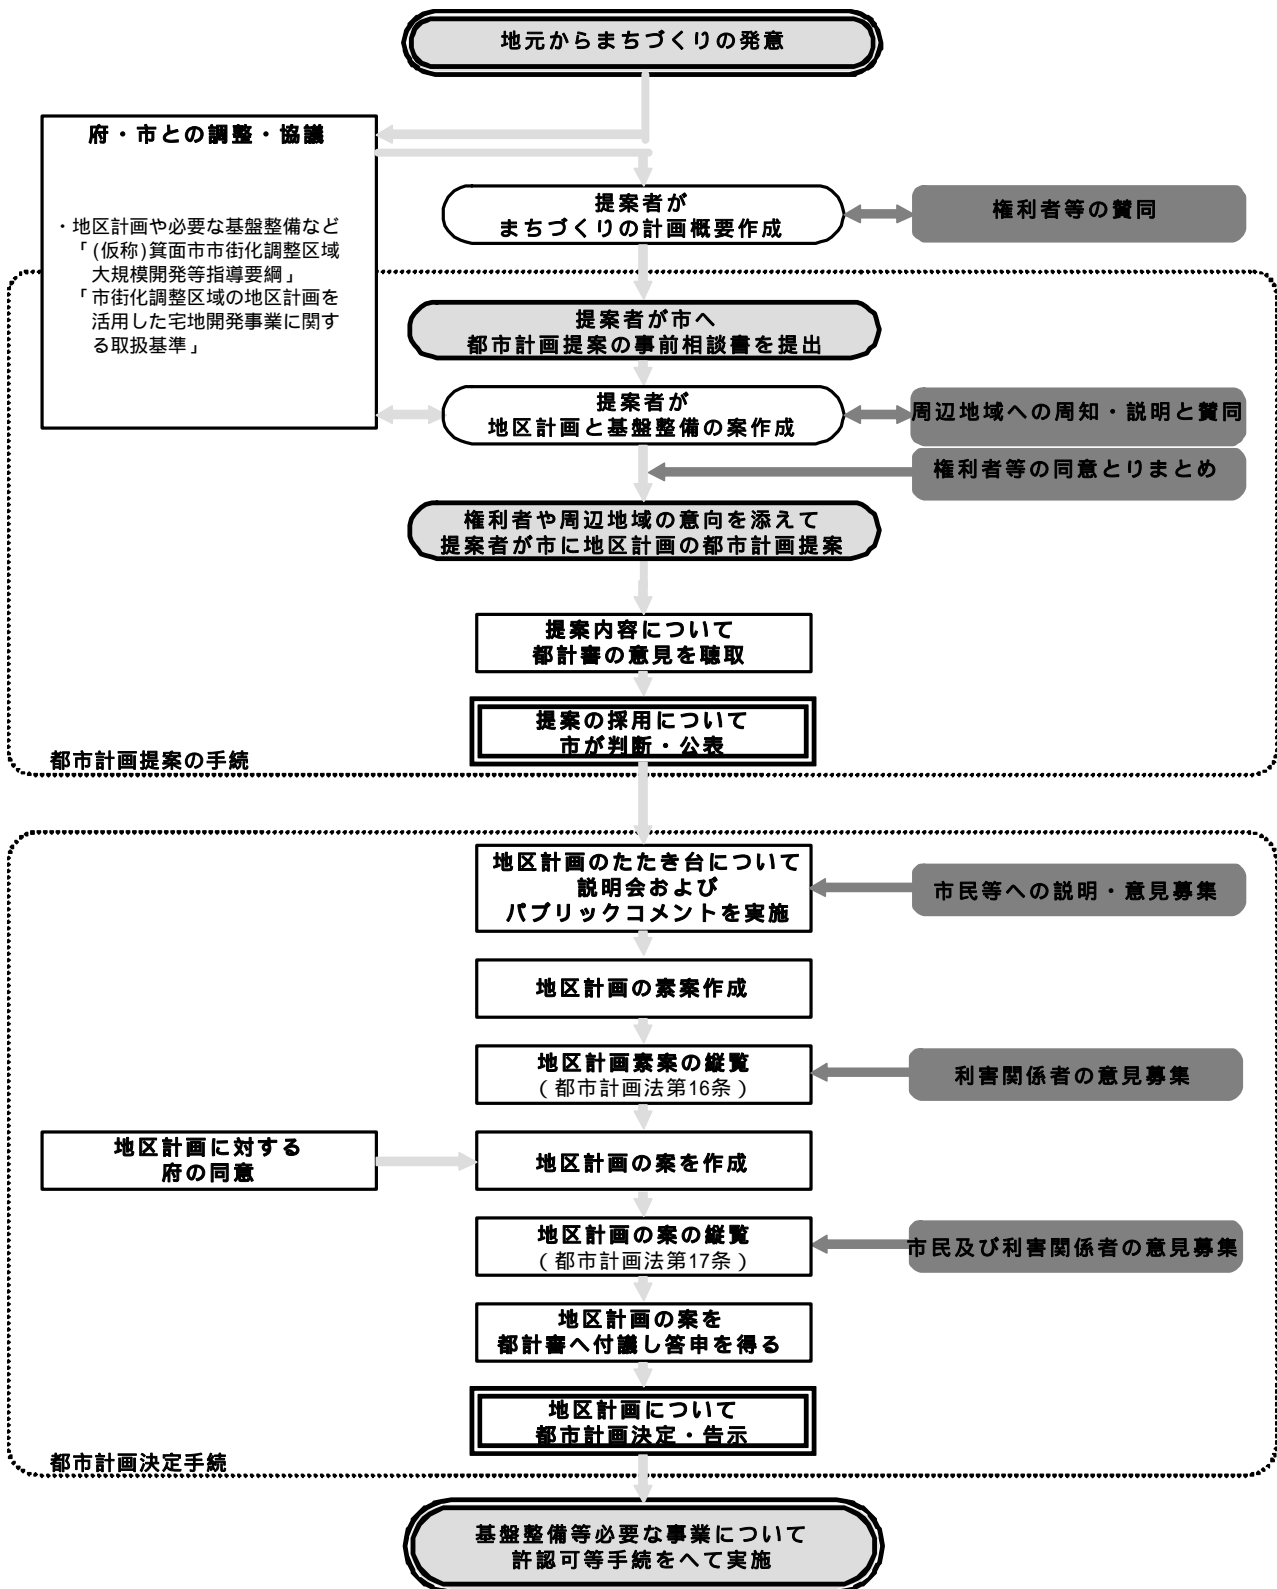 地元からまちづくりの発意
府・市との調整・協議
・地区計画や必要な基盤整備など
「(仮称)箕面市市街化調整区域
大規模開発等指導要綱」
「市街化調整区域の地区計画を
活用した宅地開発事業に関す
る取扱基準」
提案者が
まちづくりの計画概要作成
権利者等の賛同
提案者が市へ
都市計画提案の事前相談書を提出
提案者が
地区計画と基盤整備の案作成
周辺地域への周知・説明と賛同
権利者等の同意とりまとめ
権利者や周辺地域の意向を添えて
提案者が市に地区計画の都市計画提案
提案内容について
都計審の意見を聴取
提案の採用について
市が判断・公表
都市計画提案の手続
地区計画のたたき台について
説明会および
パブリックコメントを実施
市民等への説明・意見募集
地区計画の素案作成
地区計画素案の縦覧
(都市計画法第16条)
利害関係者の意見募集
地区計画に対する
府の同意
地区計画の案を作成
地区計画の案の縦覧
(都市計画法第17条)
市民及び利害関係者の意見募集
地区計画の案を
都計審へ付議し答申を得る
地区計画について
都市計画決定・告示
都市計画決定手続
基盤整備等必要な事業について
許認可等手続をへて実施